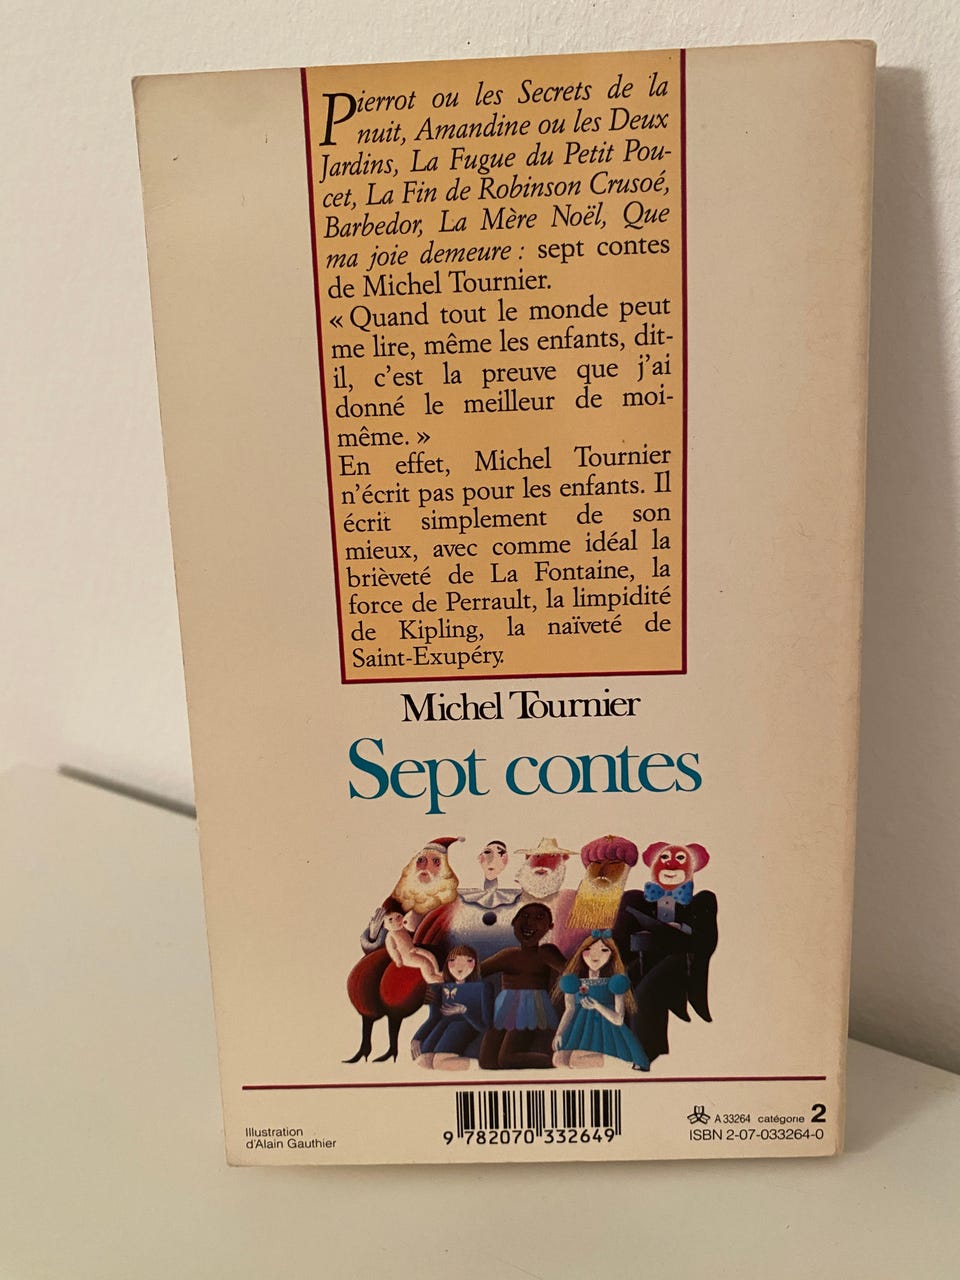 Pierrot ou les Secrets de la
nuit, Amandine ou les Deux
Jardins, La Fugue du Petit Pou-
cet, La Fin de Robinson Crusoé,
Barbedor, La Mère Noël, Que
ma joie demeure : sept contes
de Michel Tournier.
« Quand tout le monde peut
me lire, même les enfants, dit-
il, c’est la preuve que j’ai
donné le meilleur de moi-
même. »
En effet, Michel Tournier
n’écrit pas pour les enfants. Il
écrit simplement de son
mieux, avec comme idéal la
brièveté de La Fontaine, la
force de Perrault, la limpidité
de Kipling, la naïveté de
Saint-Exupéry.
Michel Tournier
Sept contes
Illustration
d'Alain Gauthier
9 782070 332649
A 33264 catégorie 2
ISBN 2-07-033264-0